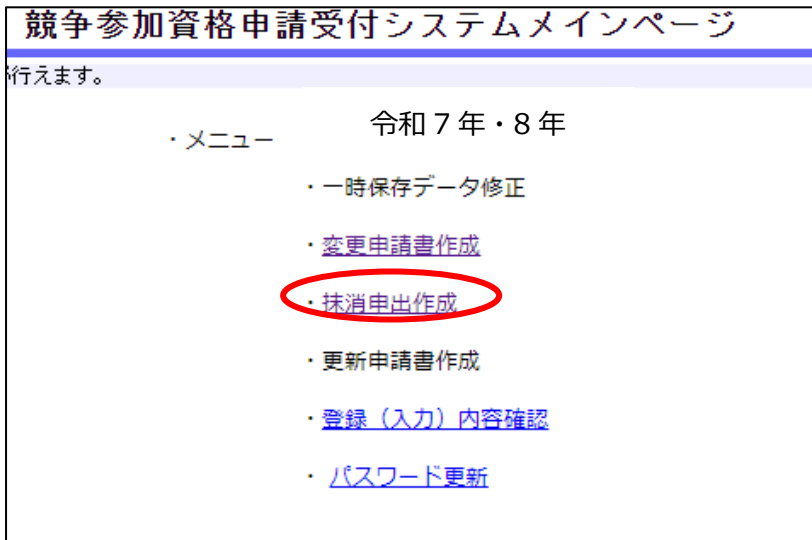 競争参加資格申請受付システムメインページ
行えます。
令和７年・８年
・メニュー
・一時保存データ修正
・変更申請書作成
・抹消申出作成
・更新申請書作成
・登録（入力）内容確認
・パスワード更新